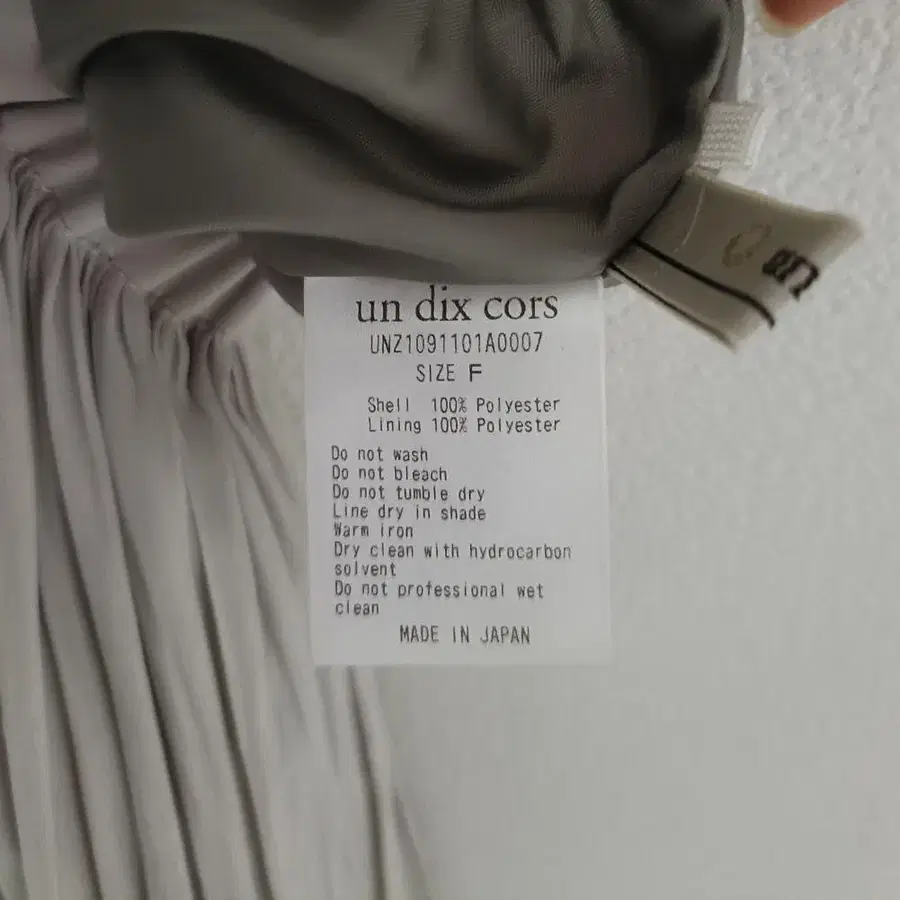 un dix cors
UNZ1091101A0007
SIZE F
Shell 100% Polyester
Lining 100% Polyester
Do not wash
Do not bleach
Do not tumble dry
Line dry in shade
Warm iron
Dry clean with hydrocarbon
solvent
Do not professional wet
clean
MADE IN JAPAN
un